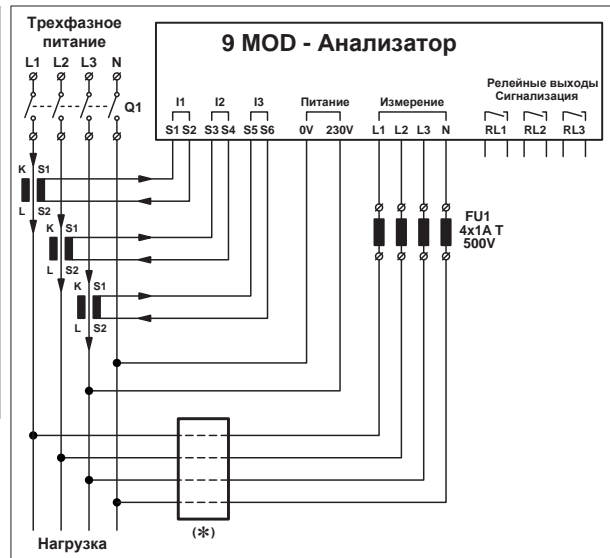 Трехфазное
питание
L1 L2 L3 N
Q1
9 MOD - Анализатор
Релейные выходы
Сигнализация
I1 I2 I3 Питание Измерение
S1 S2 S3 S4 S5 S6 0V 230V L1 L2 L3 N RL1 RL2 RL3
K S1
L S2
K S1
L S2
K S1
L S2
FU1
4x1A T
500V
(*)
Нагрузка